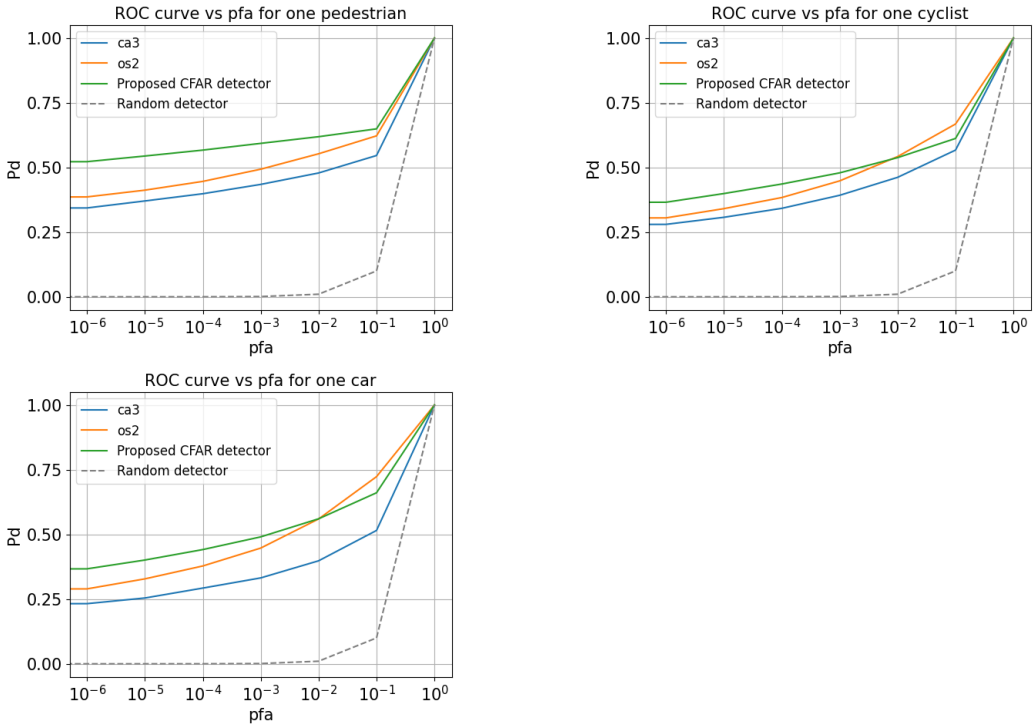 ROC curve vs pfa for one pedestrian
1.00
0.75
0.50
0.25
0.00
Pd
ca3
os2
Proposed CFAR detector
Random detector
10⁻⁶ 10⁻⁵ 10⁻⁴ 10⁻³ 10⁻² 10⁻¹ 10⁰
pfa
ROC curve vs pfa for one cyclist
1.00
0.75
0.50
0.25
0.00
Pd
ca3
os2
Proposed CFAR detector
Random detector
10⁻⁶ 10⁻⁵ 10⁻⁴ 10⁻³ 10⁻² 10⁻¹ 10⁰
pfa
ROC curve vs pfa for one car
1.00
0.75
0.50
0.25
0.00
Pd
ca3
os2
Proposed CFAR detector
Random detector
10⁻⁶ 10⁻⁵ 10⁻⁴ 10⁻³ 10⁻² 10⁻¹ 10⁰
pfa